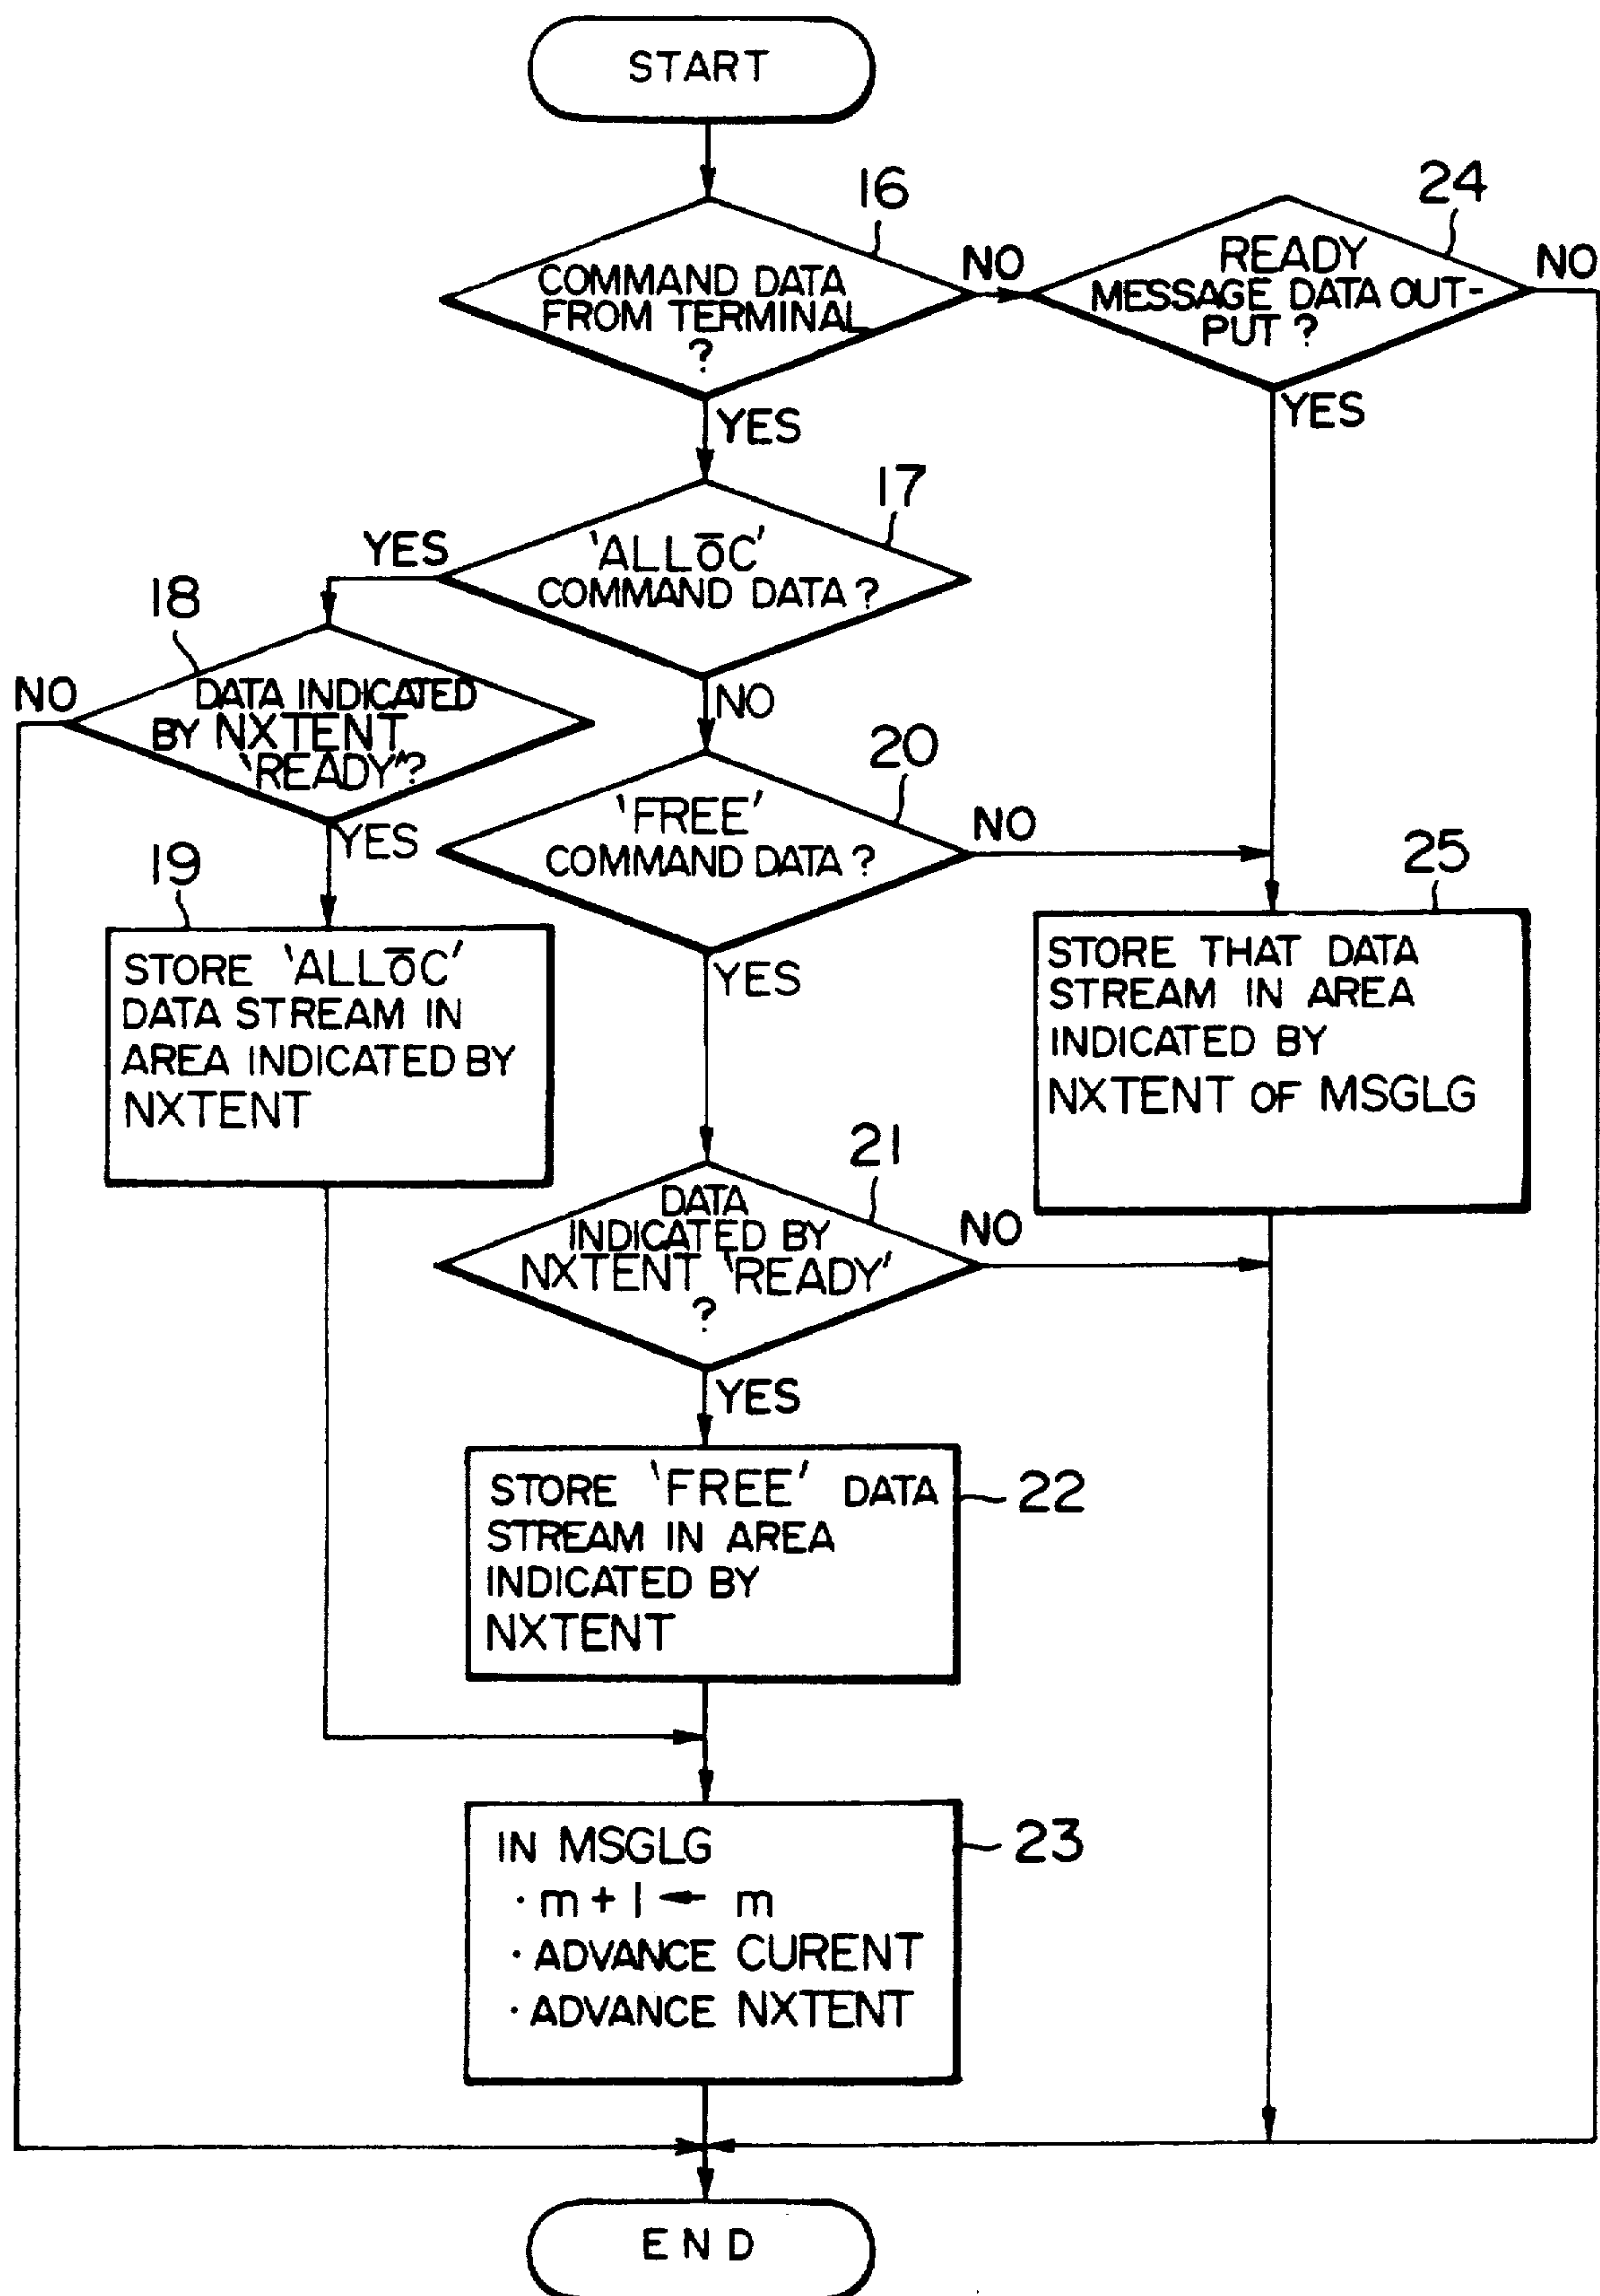 START
16
COMMAND DATA
FROM TERMINAL
?
NO
24
READY
MESSAGE DATA OUT-
PUT ?
NO
YES
YES
17
'ALLŌC'
COMMAND DATA ?
YES
NO
18
DATA INDICATED
BY NXTENT
'READY'?
NO
YES
20
'FREE'
COMMAND DATA ?
NO
YES
19
STORE 'ALLŌC'
DATA STREAM IN
AREA INDICATED BY
NXTENT
25
STORE THAT DATA
STREAM IN AREA
INDICATED BY
NXTENT OF MSGLG
21
DATA
INDICATED BY
NXTENT 'READY'
?
NO
YES
STORE 'FREE' DATA
STREAM IN AREA
INDICATED BY
NXTENT
22
IN MSGLG
· m + 1 ← m
· ADVANCE CURENT
· ADVANCE NXTENT
23
END